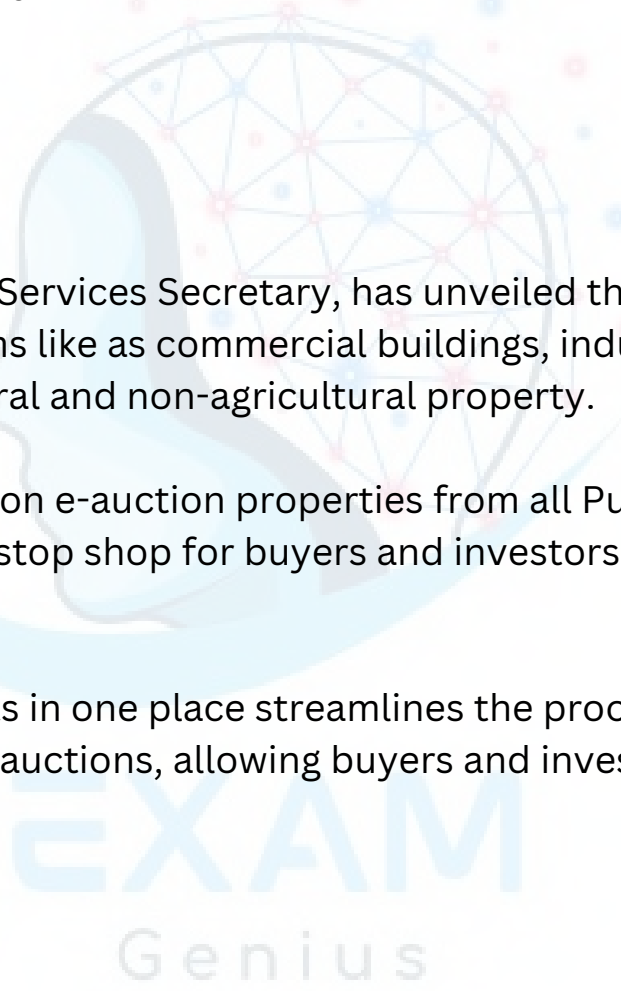 Services Secretary, has unveiled th
ns like as commercial buildings, indu
ral and non-agricultural property.
on e-auction properties from all Pu
stop shop for buyers and investors
s in one place streamlines the proc
auctions, allowing buyers and inves
EXAM
Genius